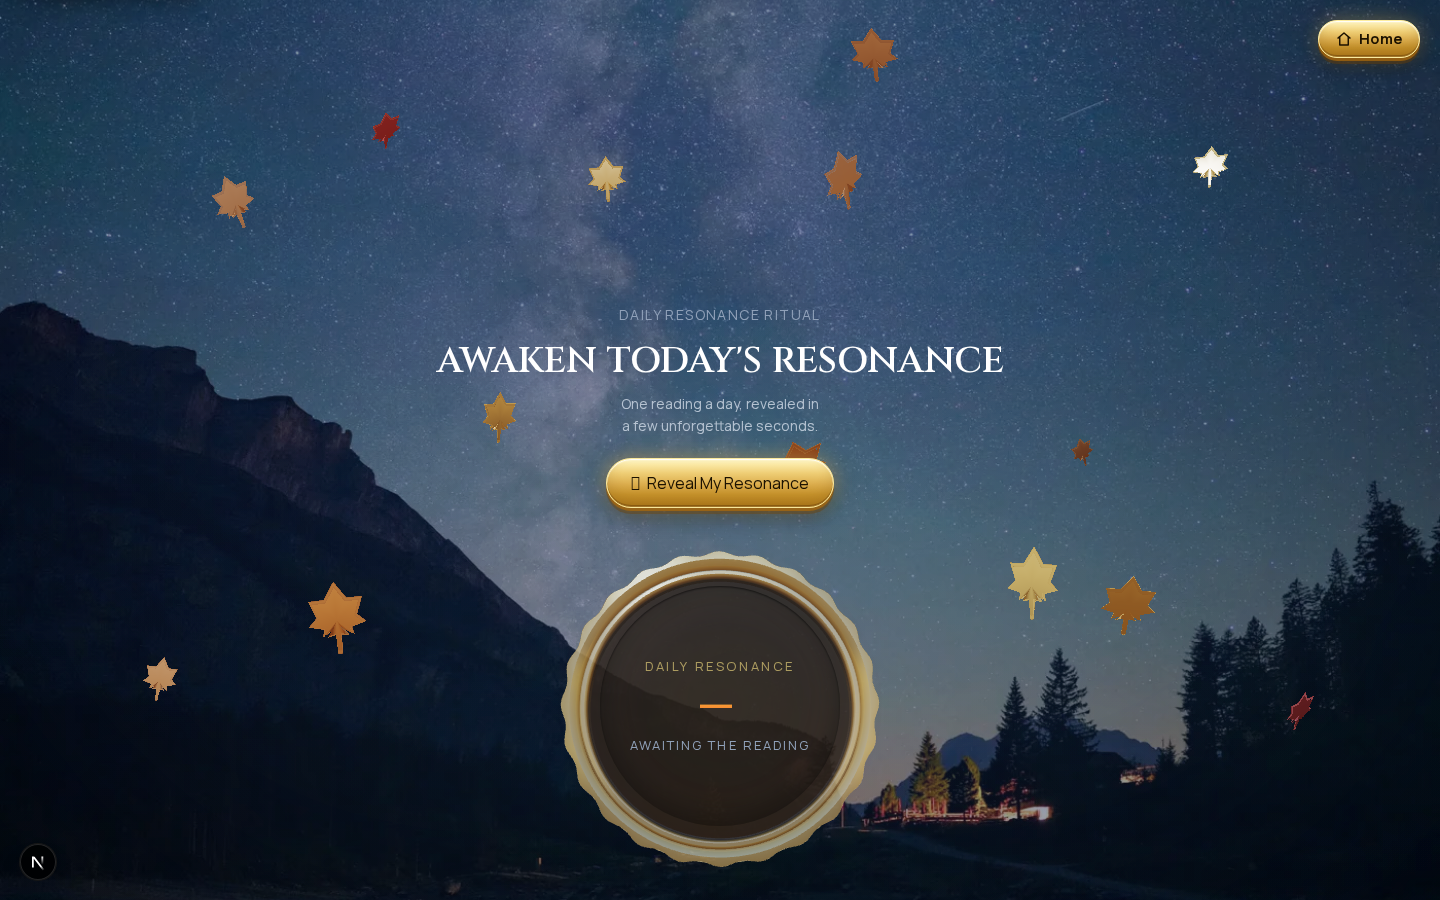 Home
DAILY RESONANCE RITUAL
AWAKEN TODAY'S RESONANCE
One reading a day, revealed in
a few unforgettable seconds.
Reveal My Resonance
DAILY RESONANCE
AWAITING THE READING
N